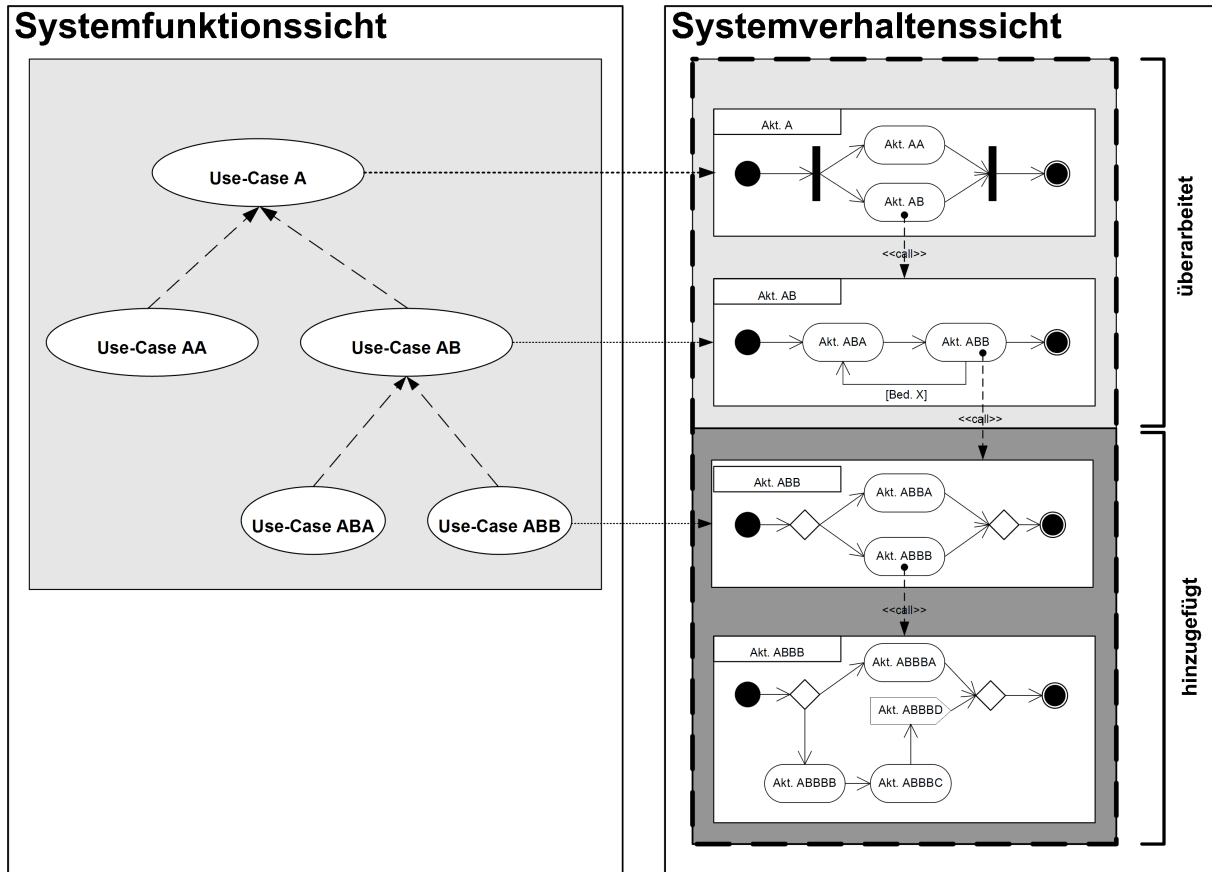 Systemfunktionssicht
Use-Case A
Use-Case AA
Use-Case AB
Use-Case ABA
Use-Case ABB
Systemverhaltenssicht
Akt. A
Akt. AA
Akt. AB
<<call>>
Akt. AB
Akt. ABA
Akt. ABB
[Bed. X]
<<call>>
Akt. ABB
Akt. ABBA
Akt. ABBB
<<call>>
Akt. ABBB
Akt. ABBBA
Akt. ABBBD
Akt. ABBBB
Akt. ABBBC
überarbeitet
hinzugefügt